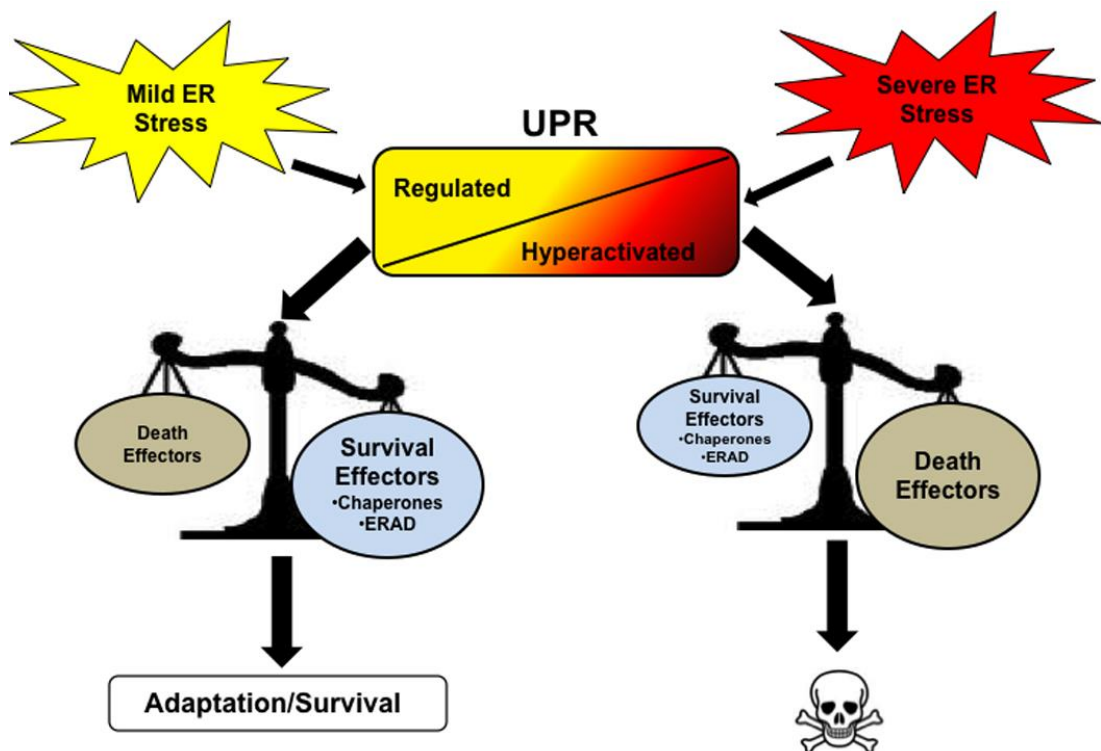 Mild ER
Stress
Severe ER
Stress
UPR
Regulated
Hyperactivated
Death
Effectors
Survival
Effectors
•Chaperones
•ERAD
Survival
Effectors
•Chaperones
•ERAD
Death
Effectors
Adaptation/Survival